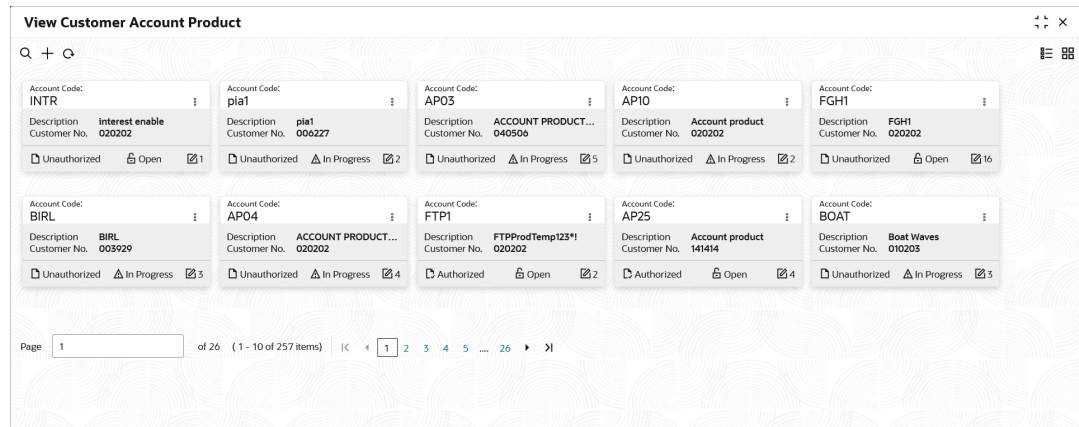 View Customer Account Product
Account Code: Account Code: Account Code: Account Code: Account Code:
INTR pia1 AP03 AP10 FGH1
Description interest enable Description pia1 Description ACCOUNT PRODUCT... Description Account product Description FGH1
Customer No. 020202 Customer No. 006227 Customer No. 040506 Customer No. 020202 Customer No. 020202
Unauthorized Open 1 Unauthorized In Progress 2 Unauthorized In Progress 5 Unauthorized In Progress 2 Unauthorized Open 16
Account Code: Account Code: Account Code: Account Code: Account Code:
BIRL AP04 FTP1 AP25 BOAT
Description BIRL Description ACCOUNT PRODUCT... Description FTPProdTemp123*! Description Account product Description Boat Waves
Customer No. 003929 Customer No. 020202 Customer No. 020202 Customer No. 141414 Customer No. 010203
Unauthorized In Progress 3 Unauthorized In Progress 4 Authorized Open 2 Authorized Open 4 Unauthorized In Progress 3
Page 1 of 26 (1 - 10 of 257 items) 1 2 3 4 5 .... 26